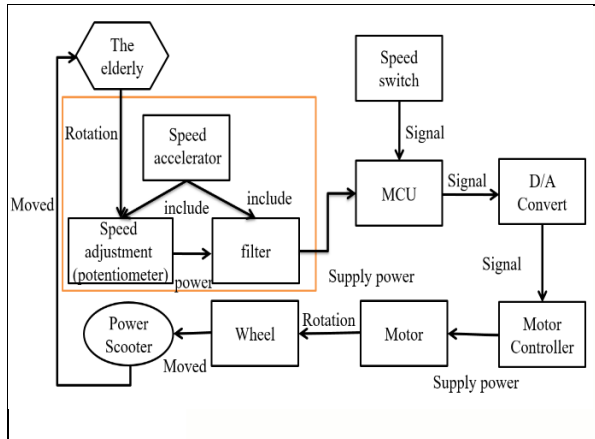 The
elderly
Speed
switch
Rotation
Speed
accelerator
Signal
MCU
Signal
D/A
Convert
Moved
include
include
Speed
adjustment
(potentiometer)
power
filter
Supply power
Signal
Power
Scooter
Moved
Wheel
Rotation
Motor
Motor
Controller
Supply power